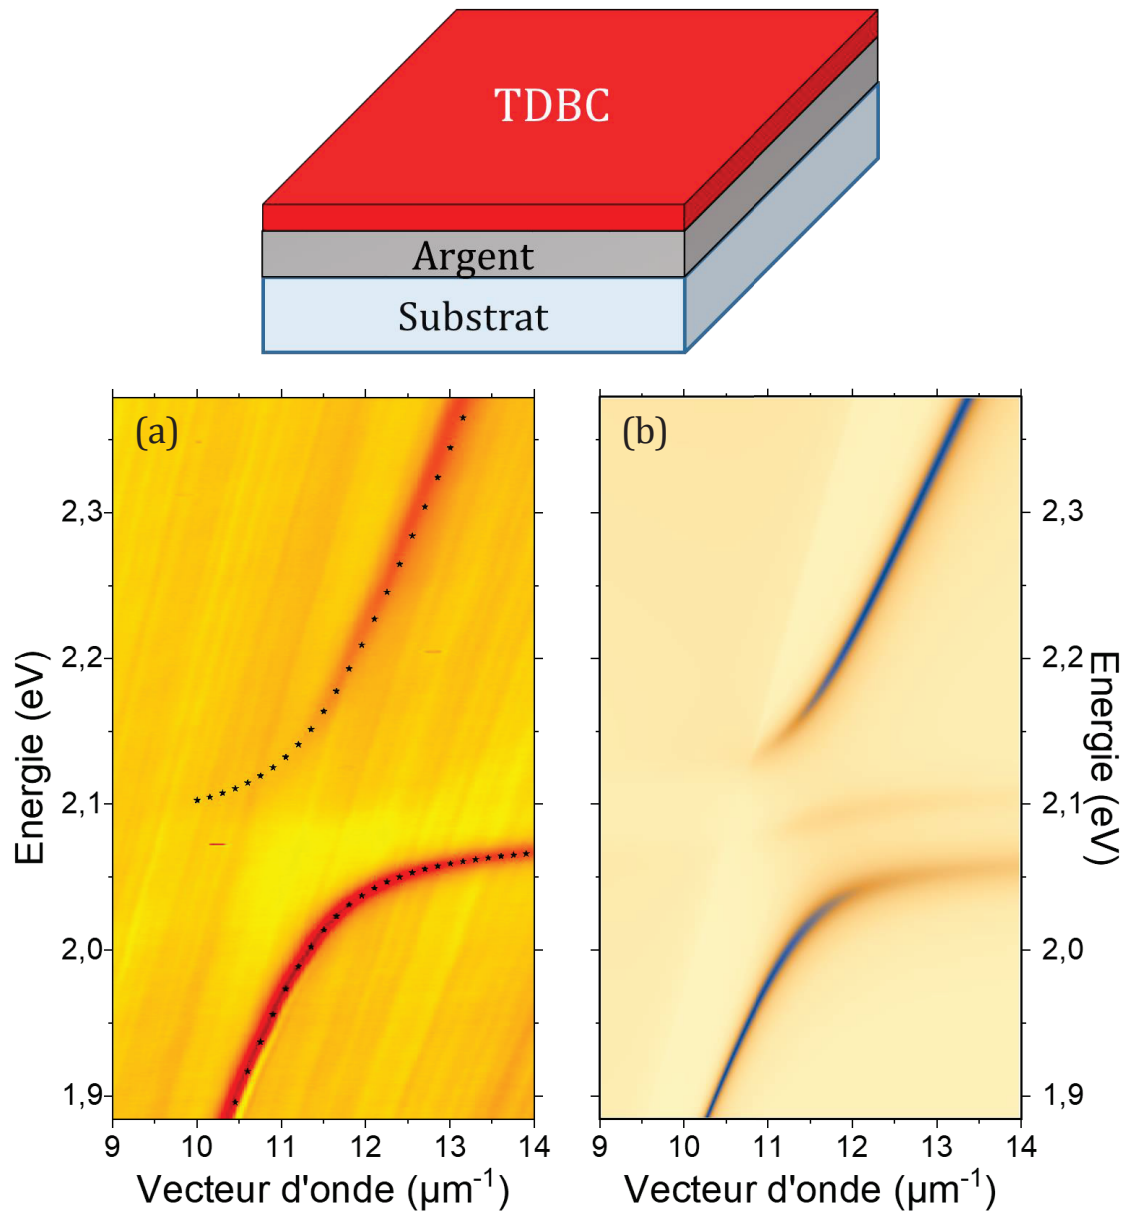 TDBC
Argent
Substrat
(a)
(b)
2,3
2,2
2,1
2,0
1,9
Energie (eV)
9 10 11 12 13 14
Vecteur d'onde (µm⁻¹)
2,3
2,2
2,1
2,0
1,9
Energie (eV)
9 10 11 12 13 14
Vecteur d'onde (µm⁻¹)